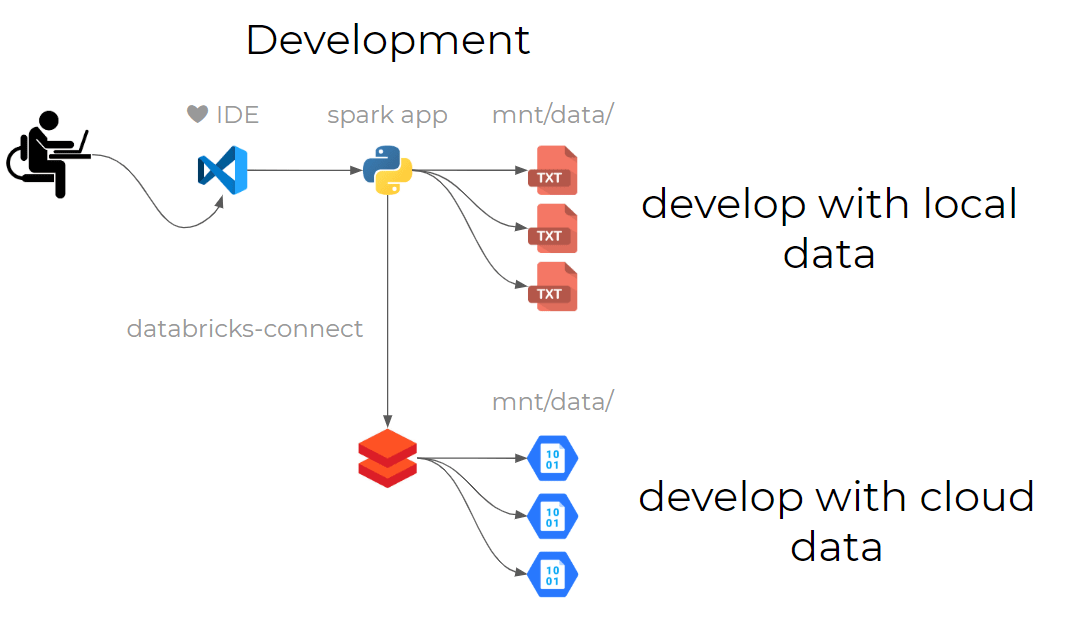 Development
♥ IDE
spark app
mnt/data/
TXT
TXT
TXT
develop with local
data
databricks-connect
mnt/data/
10
01
10
01
10
01
develop with cloud
data